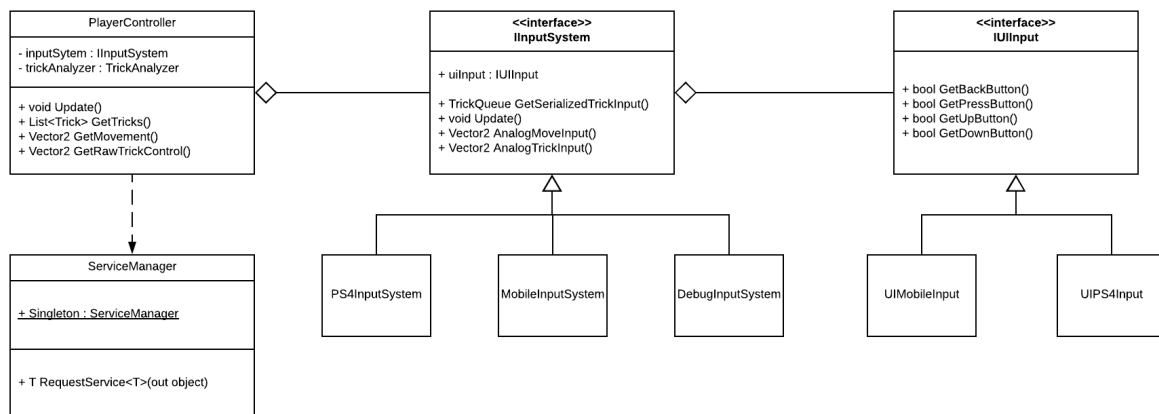 PlayerController
- inputSytem : IInputSystem
- trickAnalyzer : TrickAnalyzer
+ void Update()
+ List<Trick> GetTricks()
+ Vector2 GetMovement()
+ Vector2 GetRawTrickControl()
<<interface>>
IInputSystem
+ uiInput : IUIInput
+ TrickQueue GetSerializedTrickInput()
+ void Update()
+ Vector2 AnalogMoveInput()
+ Vector2 AnalogTrickInput()
<<interface>>
IUIInput
+ bool GetBackButton()
+ bool GetPressButton()
+ bool GetUpButton()
+ bool GetDownButton()
ServiceManager
+ Singleton : ServiceManager
+ T RequestService<T>(out object)
PS4InputSystem
MobileInputSystem
DebugInputSystem
UIMobileInput
UIPS4Input